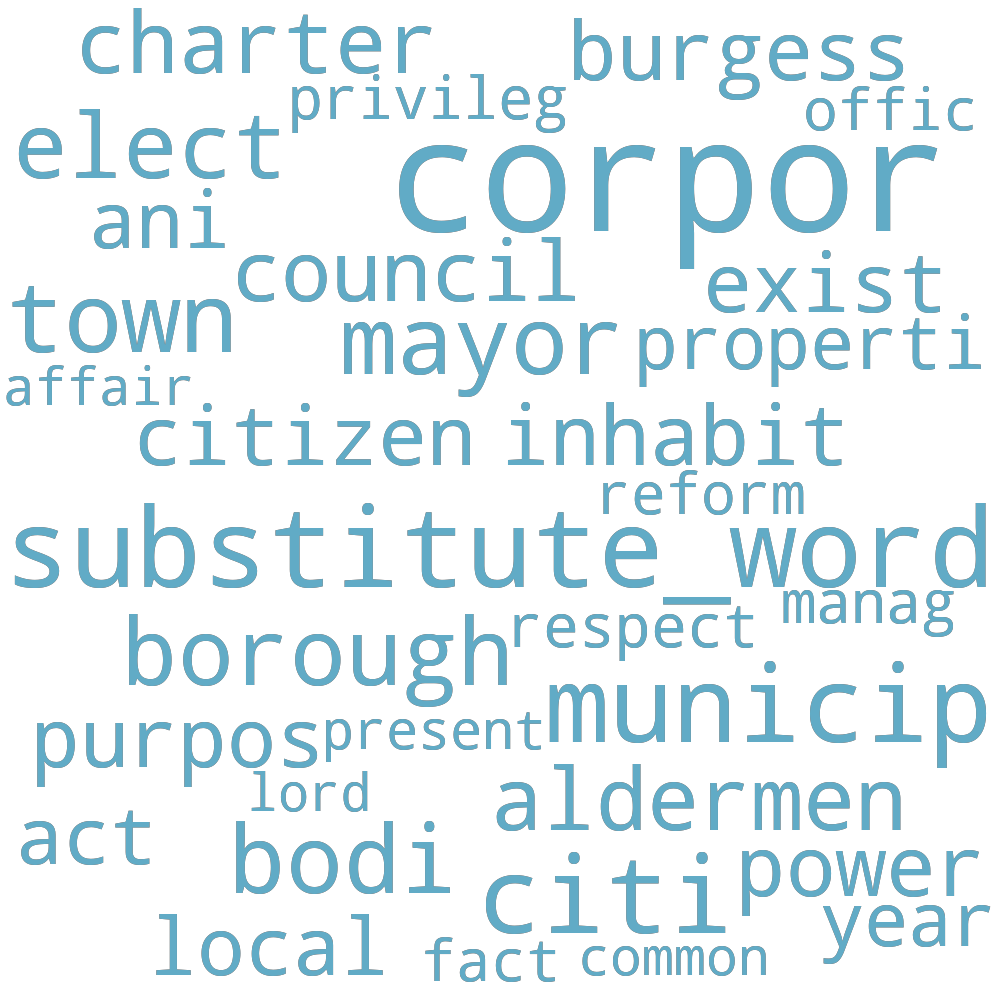 charter burgess
privileg offic
elect corpor
ani
council exist
town mayor properti
affair
citizen inhabit
reform
substitute_word
manag
borough respect
municip
purpos present
lord aldermen
act bodi power
citi year
local fact common